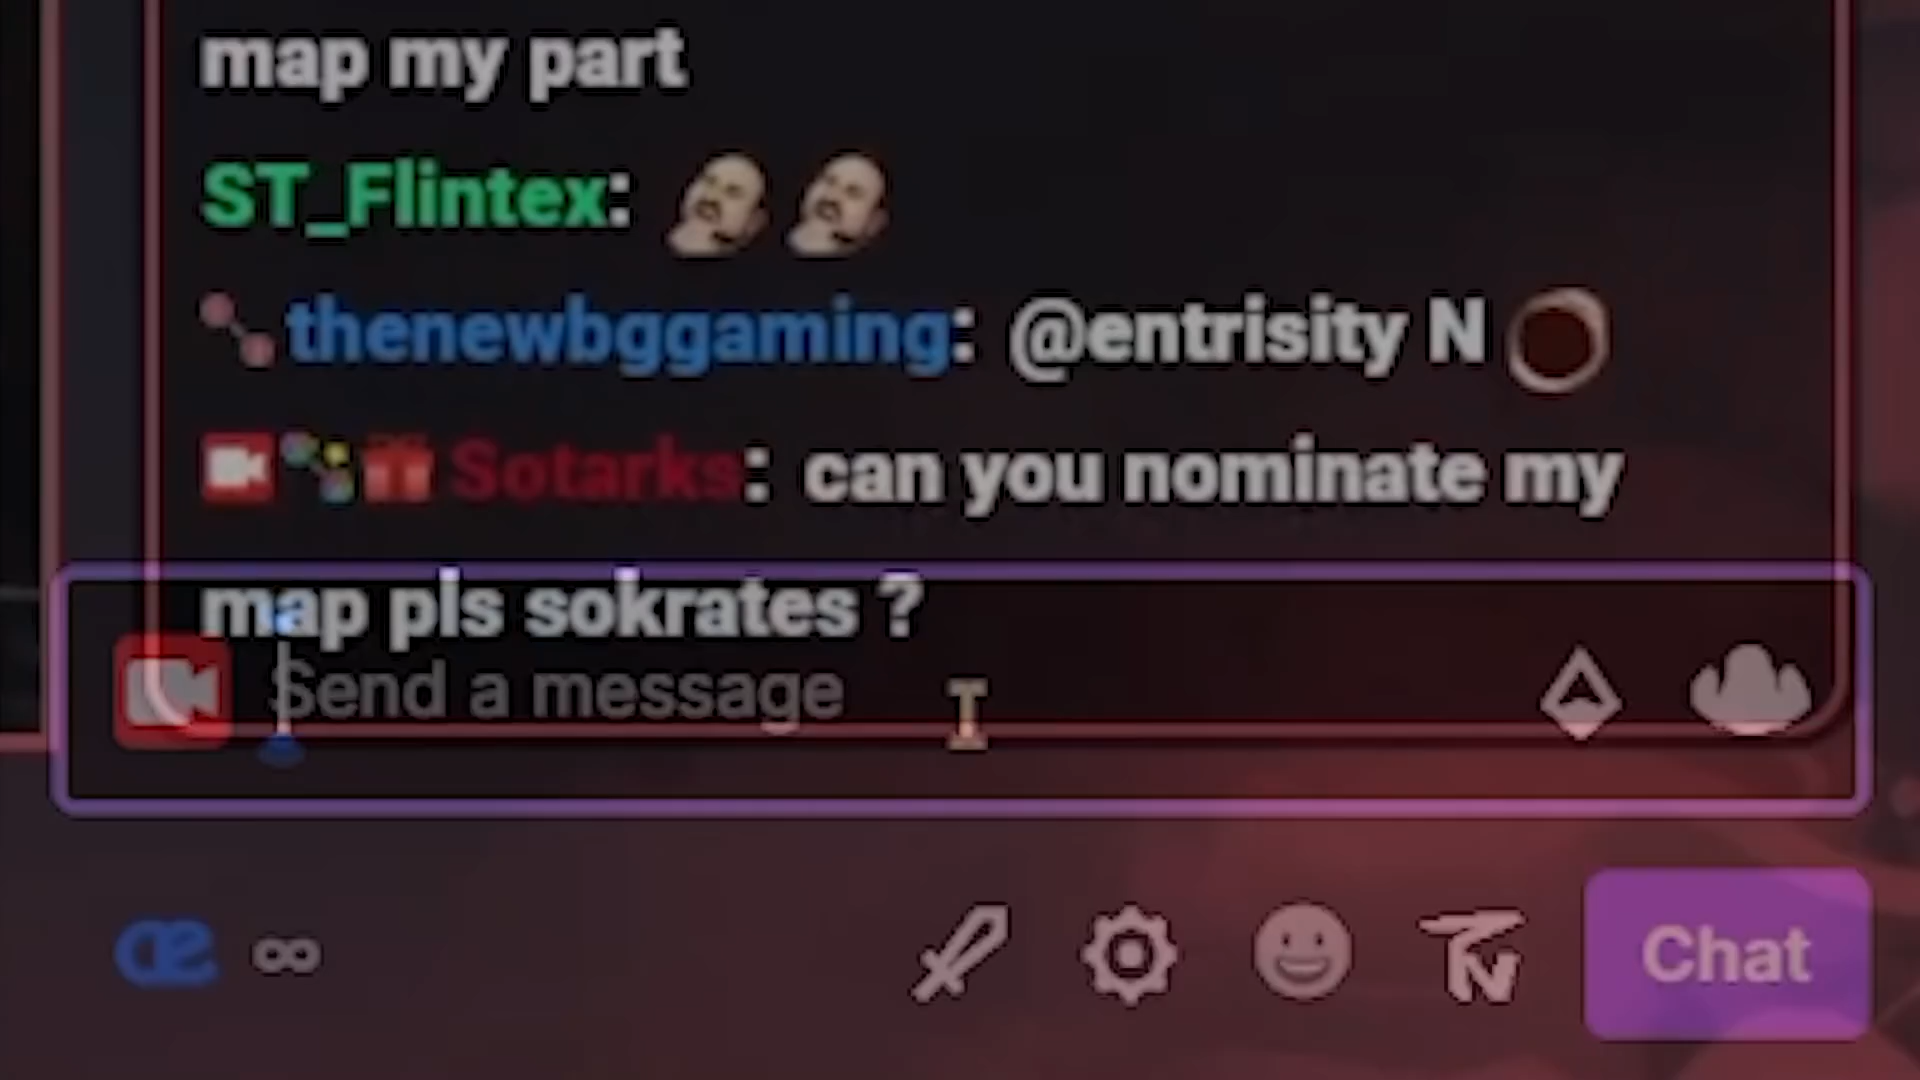 map my part
ST_Flintex:
thenewbggaming: @entrisity N
Sotarks: can you nominate my
map pls sokrates ?
Send a message
Chat